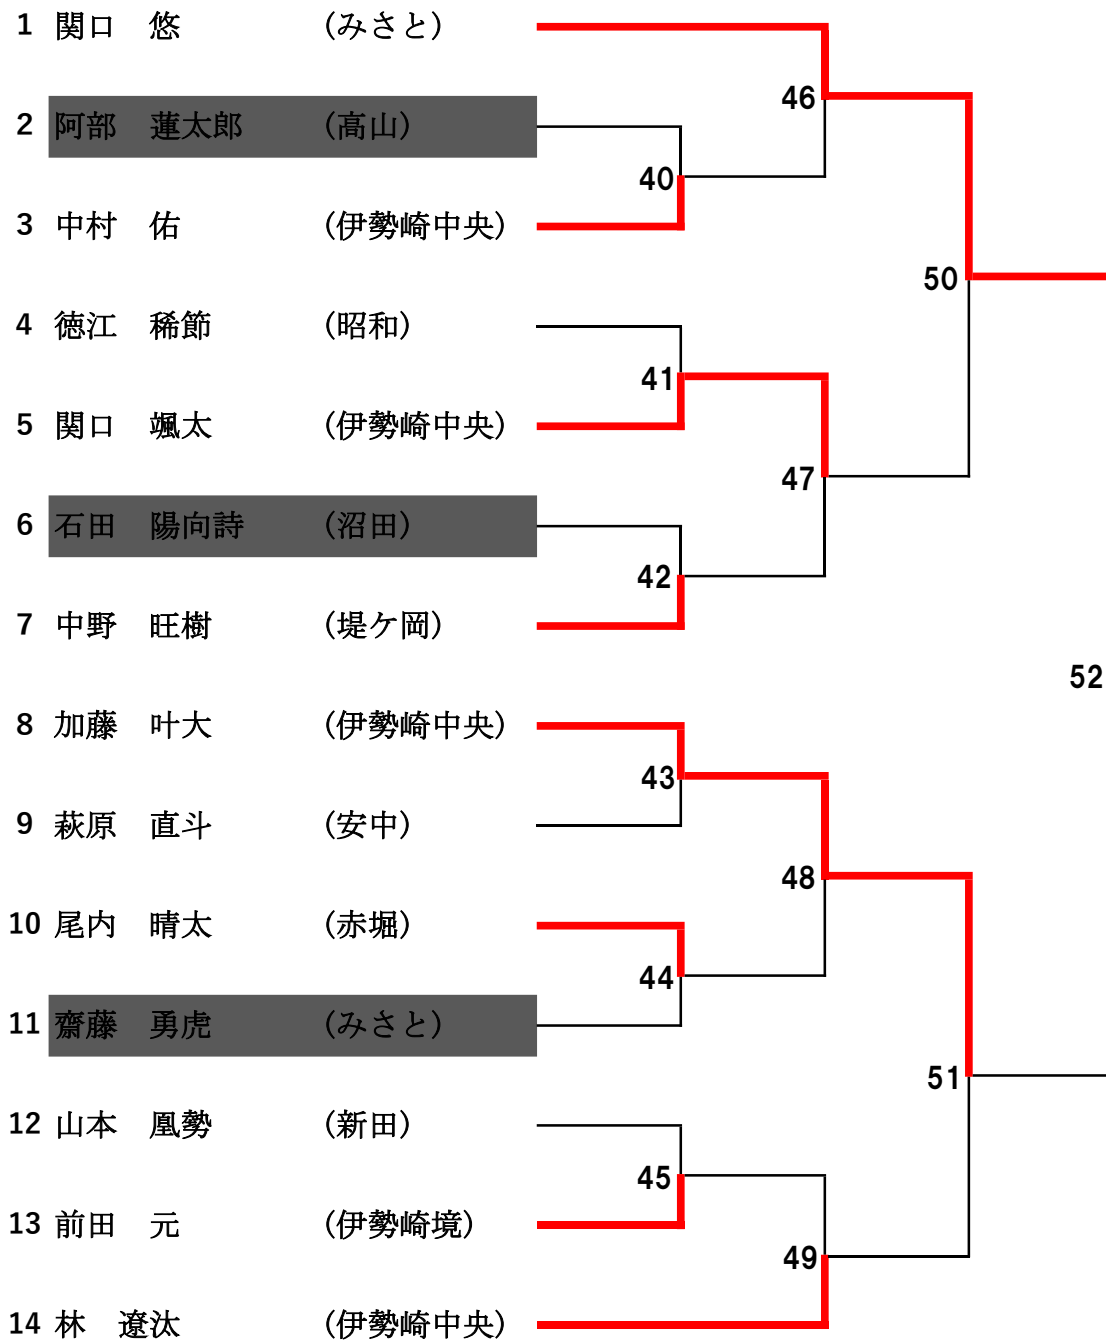 1 関口 悠 (みさと)
46
2 阿部 蓮太郎 (高山)
40
3 中村 佑 (伊勢崎中央)
50
4 徳江 稀節 (昭和)
41
5 関口 颯太 (伊勢崎中央)
47
6 石田 陽向詩 (沼田)
42
7 中野 旺樹 (堤ケ岡)
52
8 加藤 叶大 (伊勢崎中央)
43
9 萩原 直斗 (安中)
48
10 尾内 晴太 (赤堀)
44
11 齋藤 勇虎 (みさと)
51
12 山本 凰勢 (新田)
45
13 前田 元 (伊勢崎境)
49
14 林 遼汰 (伊勢崎中央)